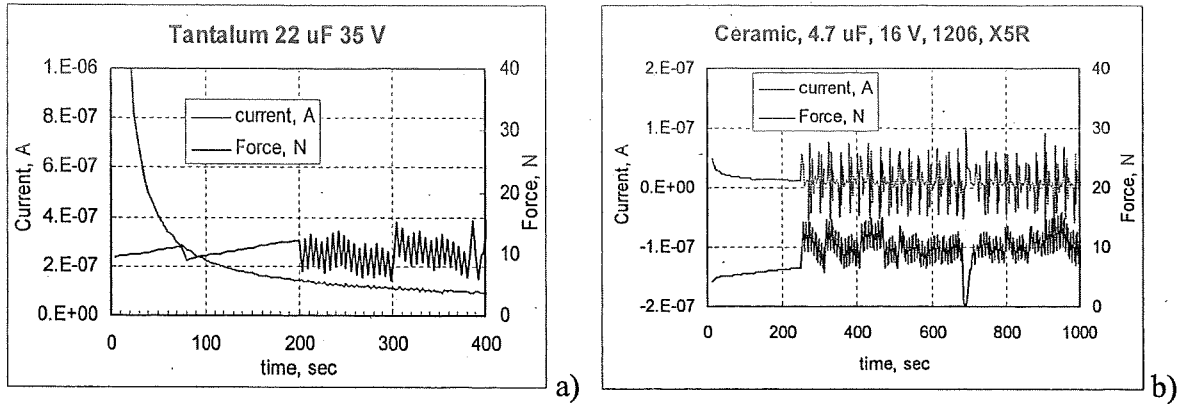 Tantalum 22 uF 35 V
1.E-06
8.E-07
6.E-07
4.E-07
2.E-07
0.E+00
Current, A
current, A
Force, N
40
30
20
10
0
Force, N
0 100 200 300 400
time, sec
a)
Ceramic, 4.7 uF, 16 V, 1206, X5R
2.E-07
1.E-07
0.E+00
-1.E-07
-2.E-07
Current, A
current, A
Force, N
40
30
20
10
0
Force, N
0 200 400 600 800 1000
time, sec
b)